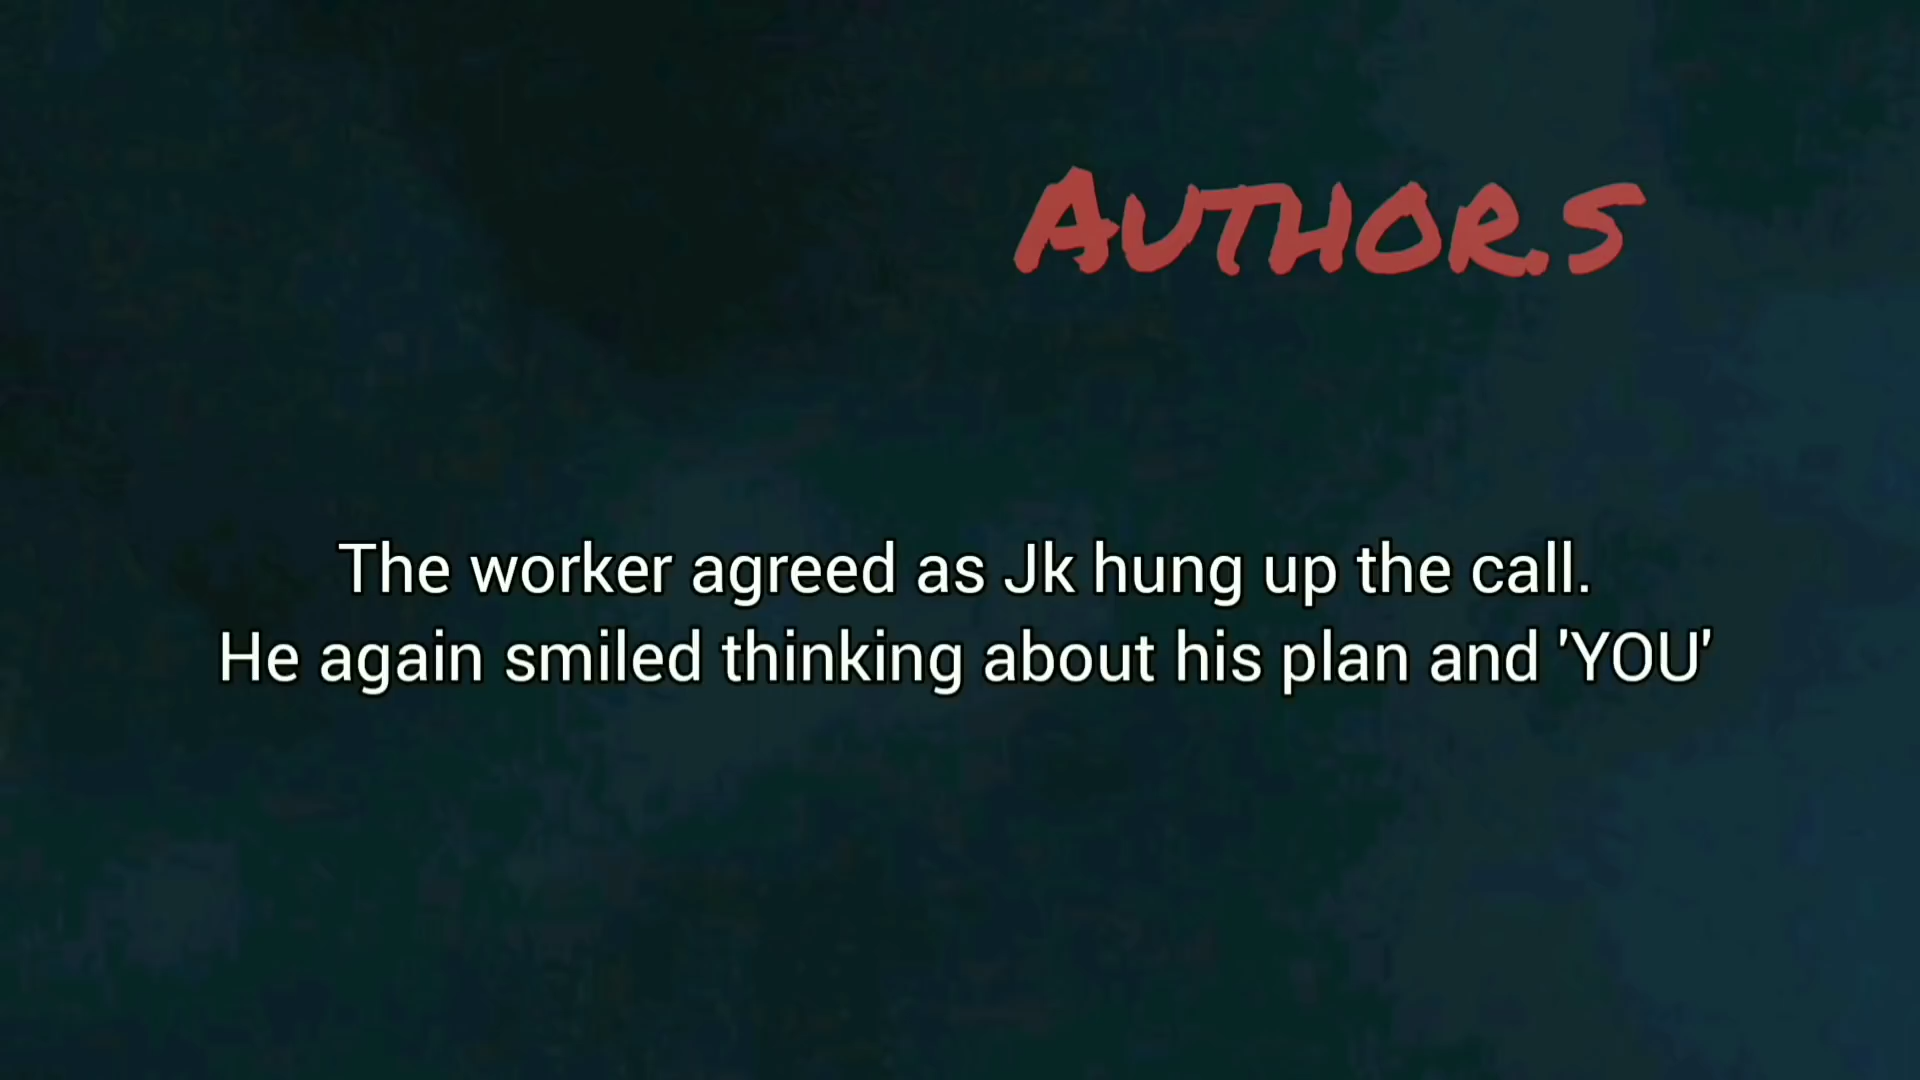 AUTHOR.S
The worker agreed as Jk hung up the call.
He again smiled thinking about his plan and 'YOU'